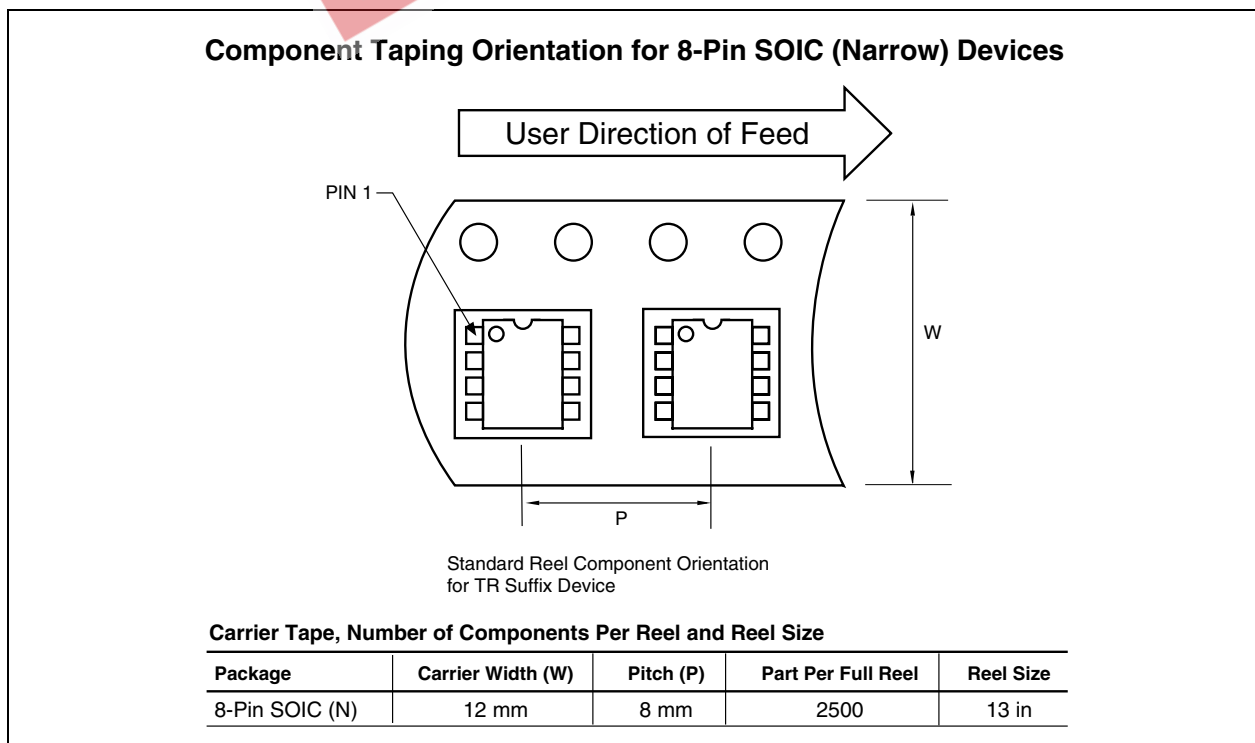 Component Taping Orientation for 8-Pin SOIC (Narrow) Devices
User Direction of Feed
PIN 1
W
P
Standard Reel Component Orientation
for TR Suffix Device
Carrier Tape, Number of Components Per Reel and Reel Size
Package Carrier Width (W) Pitch (P) Part Per Full Reel Reel Size
8-Pin SOIC (N) 12 mm 8 mm 2500 13 in